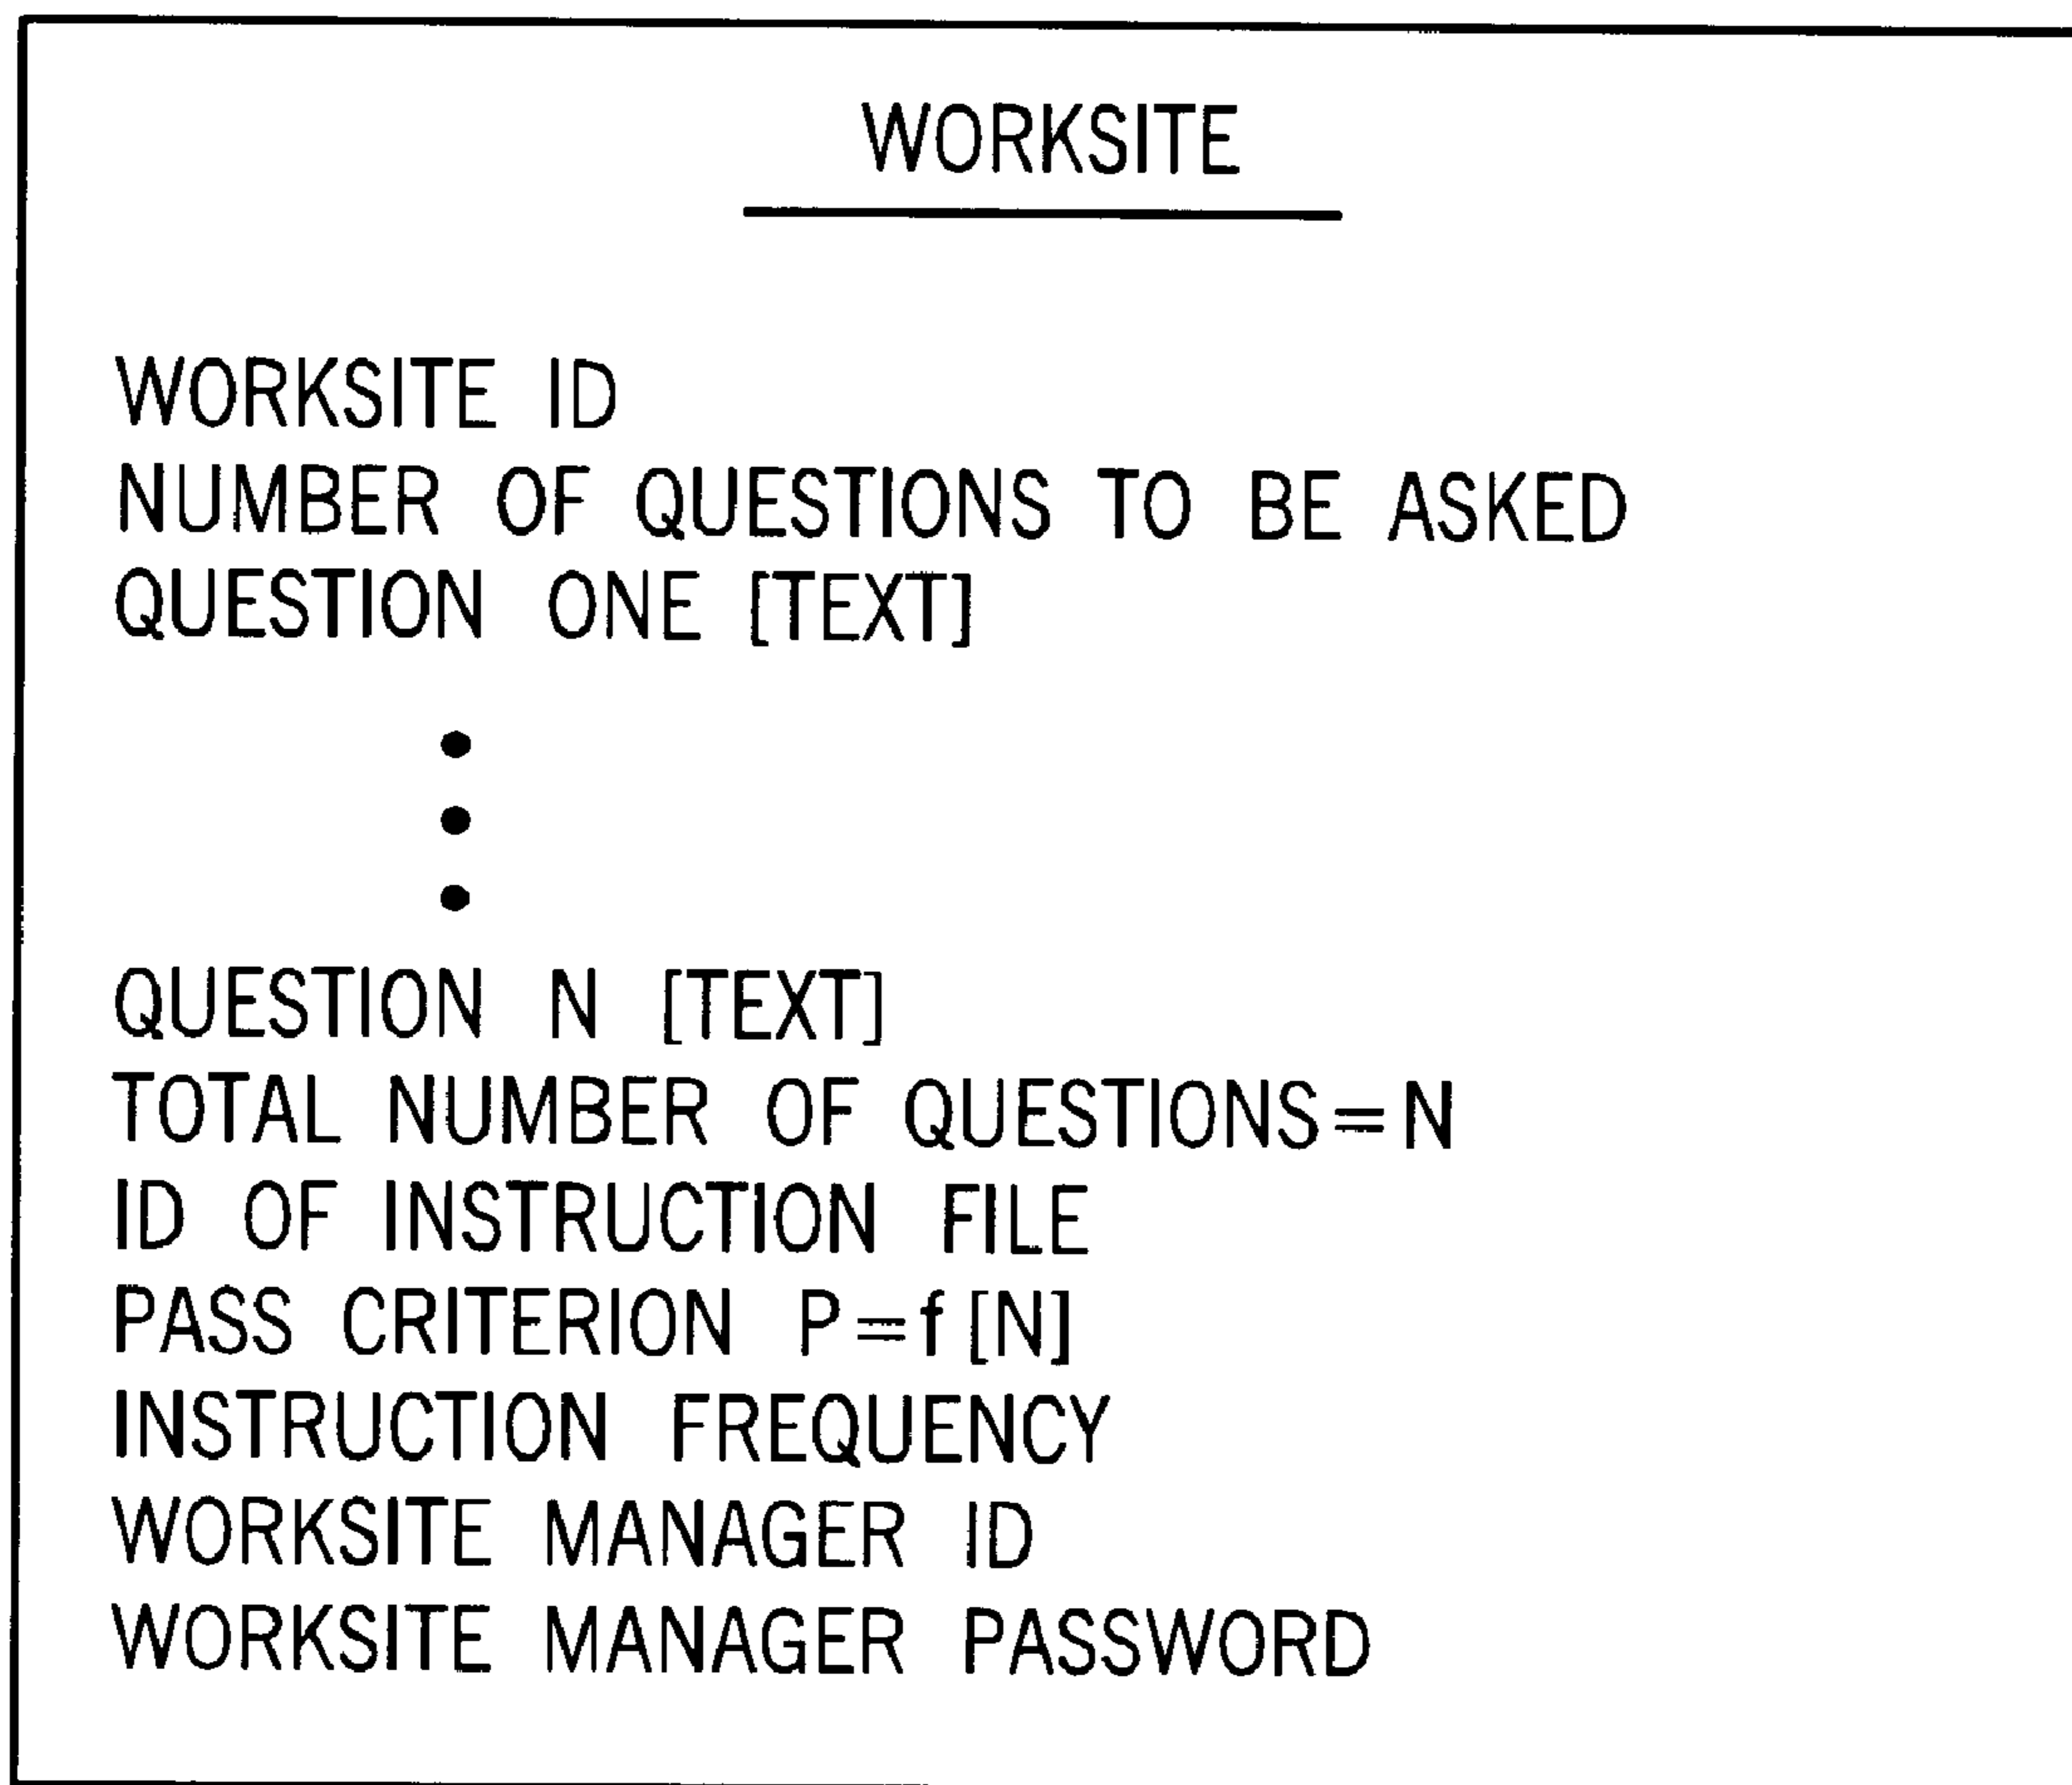 WORKSITE
WORKSITE ID
NUMBER OF QUESTIONS TO BE ASKED
QUESTION ONE [TEXT]
QUESTION N [TEXT]
TOTAL NUMBER OF QUESTIONS=N
ID OF INSTRUCTION FILE
PASS CRITERION P=f[N]
INSTRUCTION FREQUENCY
WORKSITE MANAGER ID
WORKSITE MANAGER PASSWORD